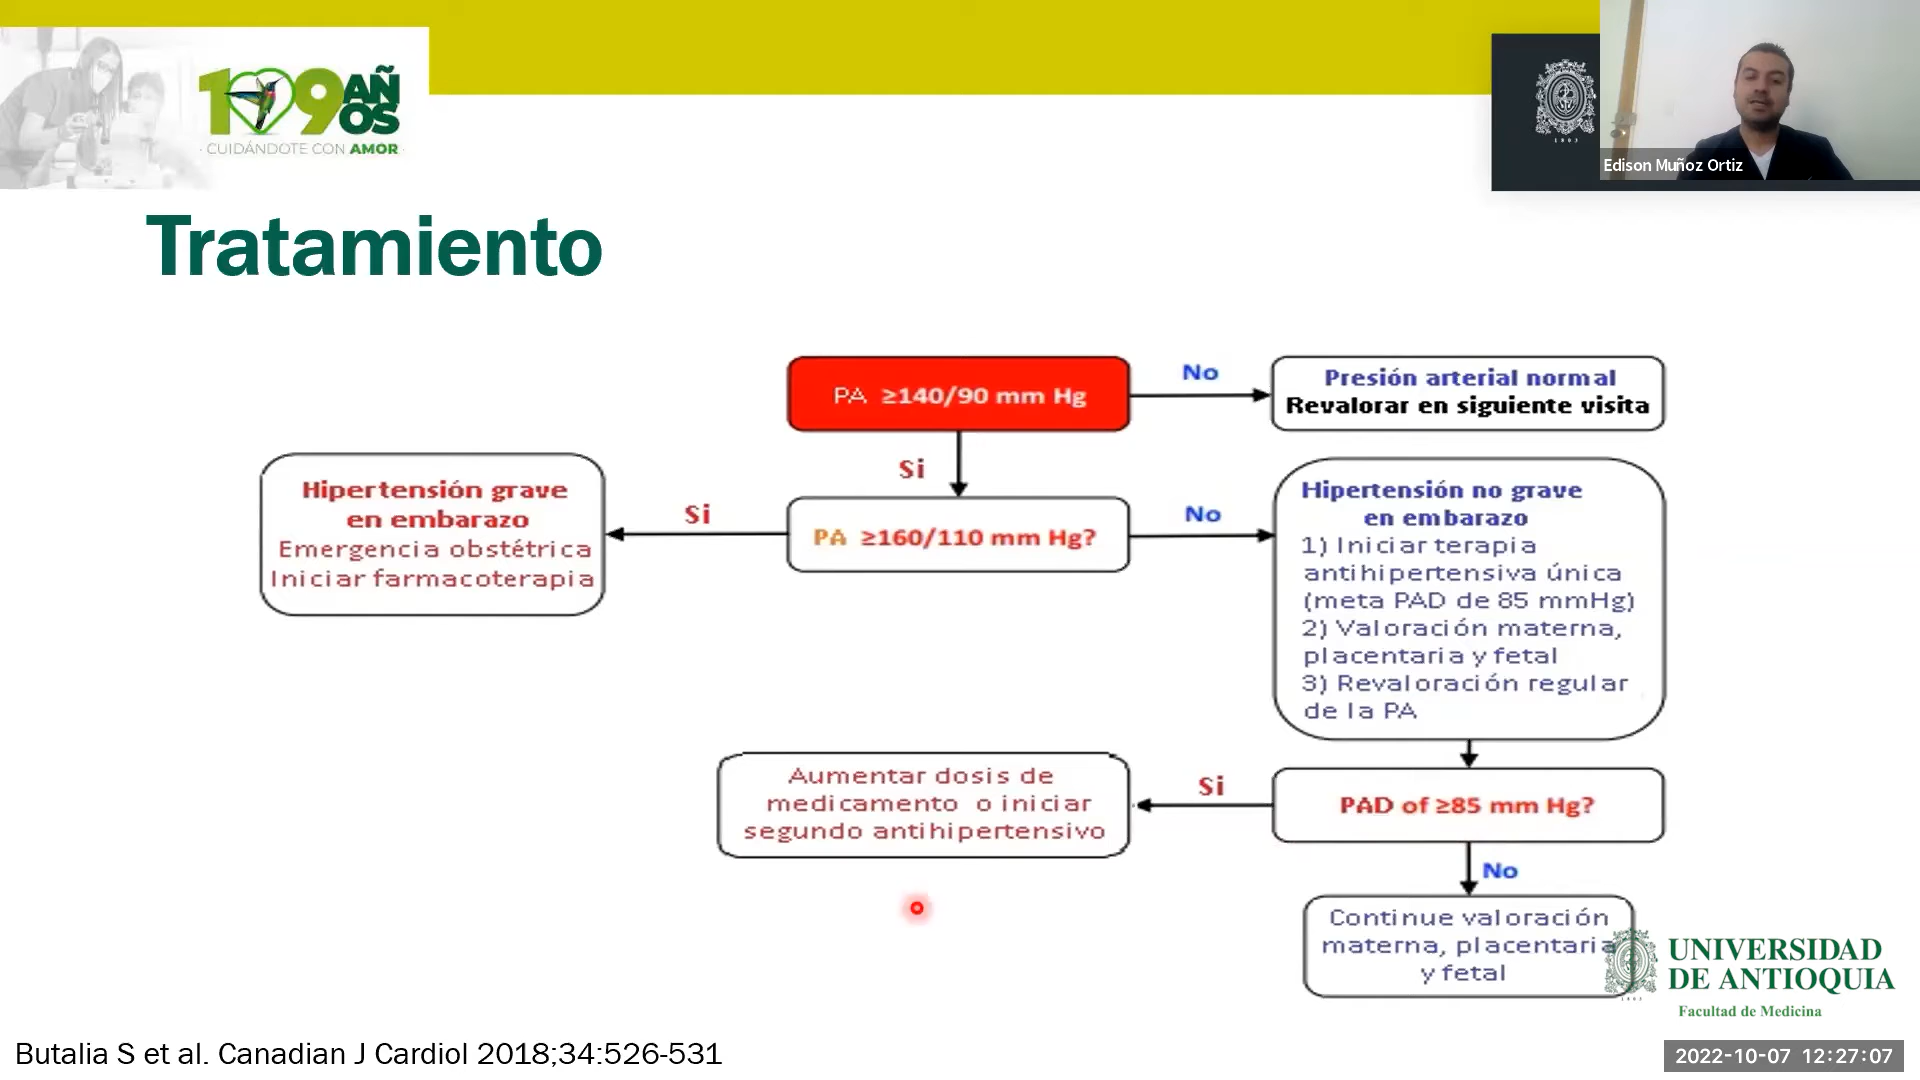 109 AÑOS
· CUIDÁNDOTE CON AMOR ·
1803
Edison Muñoz Ortiz
Tratamiento
PA ≥140/90 mm Hg
No
Presión arterial normal
Revalorar en siguiente visita
Si
Hipertensión grave
en embarazo
Emergencia obstétrica
Iniciar farmacoterapia
Si
PA ≥160/110 mm Hg?
No
Hipertensión no grave
en embarazo
1) Iniciar terapia
antihipertensiva única
(meta PAD de 85 mmHg)
2) Valoración materna,
placentaria y fetal
3) Revaloración regular
de la PA
Aumentar dosis de
medicamento o iniciar
segundo antihipertensivo
Si
PAD of ≥85 mm Hg?
No
Continue valoración
materna, placentaria
y fetal
UNIVERSIDAD
DE ANTIOQUIA
1803
Facultad de Medicina
Butalia S et al. Canadian J Cardiol 2018;34:526-531
2022-10-07 12:27:07